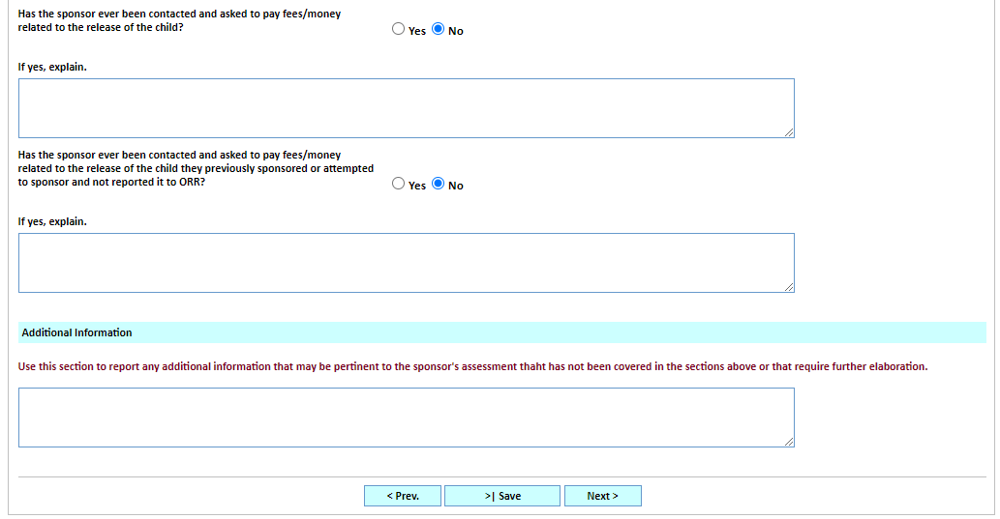 Has the sponsor ever been contacted and asked to pay fees/money
related to the release of the child?
Yes No
If yes, explain.
Has the sponsor ever been contacted and asked to pay fees/money
related to the release of the child they previously sponsored or attempted
to sponsor and not reported it to ORR?
Yes No
If yes, explain.
Additional Information
Use this section to report any additional information that may be pertinent to the sponsor's assessment thaht has not been covered in the sections above or that require further elaboration.
< Prev. >| Save Next >